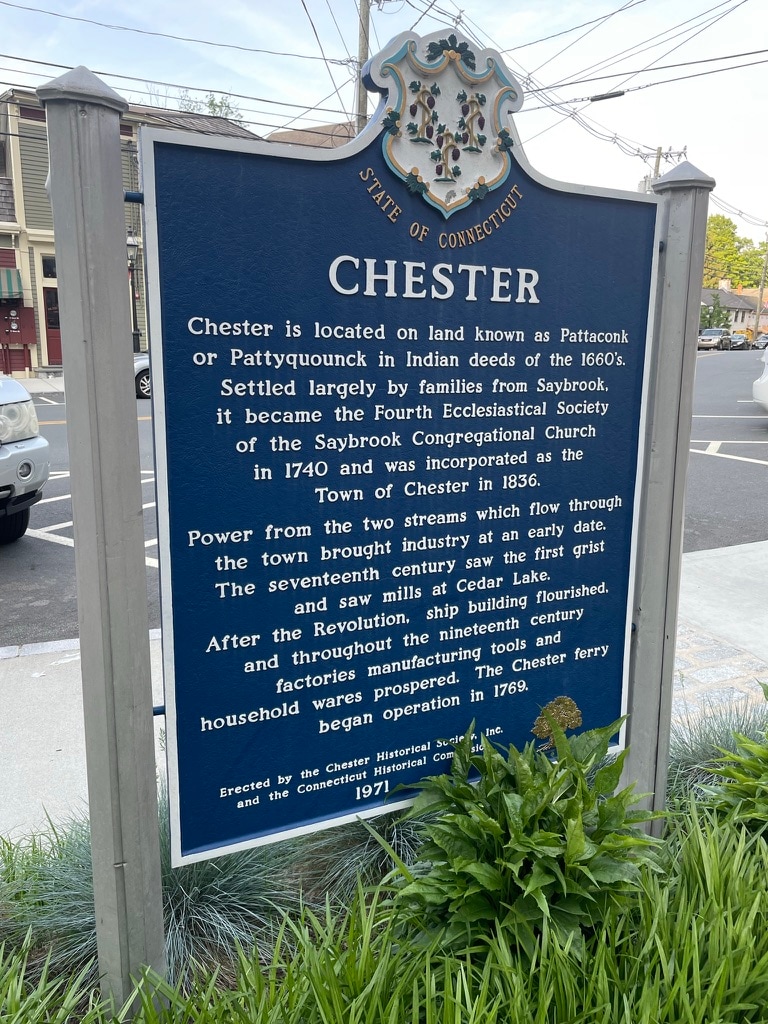 STATE OF CONNECTICUT
CHESTER
Chester is located on land known as Pattaconk
or Pattyquounck in Indian deeds of the 1660's.
Settled largely by families from Saybrook,
it became the Fourth Ecclesiastical Society
of the Saybrook Congregational Church
in 1740 and was incorporated as the
Town of Chester in 1836.
Power from the two streams which flow through
the town brought industry at an early date.
The seventeenth century saw the first grist
and saw mills at Cedar Lake.
After the Revolution, ship building flourished,
and throughout the nineteenth century
factories manufacturing tools and
household wares prospered. The Chester ferry
began operation in 1769.
Erected by the Chester Historical Society, Inc.
and the Connecticut Historical Commission
1971